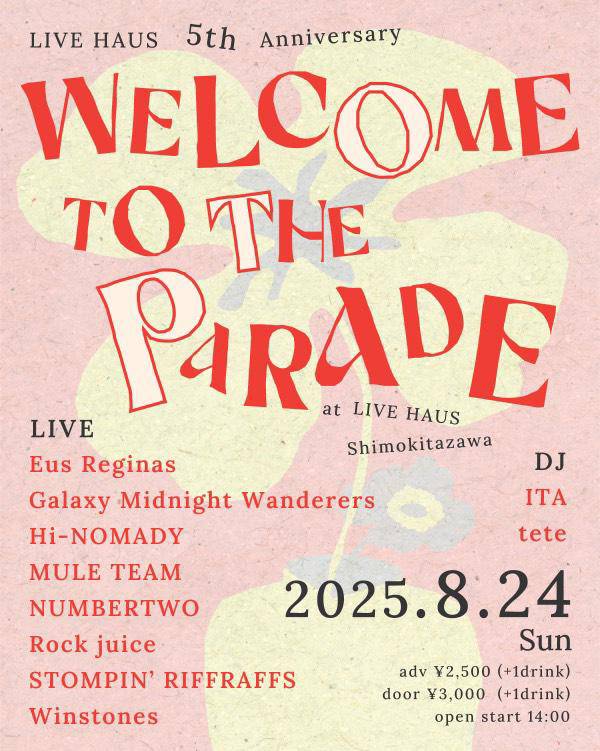 LIVE HAUS 5th Anniversary
WELCOME
TO THE
PARADE
at LIVE HAUS
Shimokitazawa
LIVE
Eus Reginas
Galaxy Midnight Wanderers
Hi-NOMADY
MULE TEAM
NUMBERTWO
Rock juice
STOMPIN’ RIFFRAFFS
Winstones
DJ
ITA
tete
2025.8.24
Sun
adv ¥2,500 (+1drink)
door ¥3,000 (+1drink)
open start 14:00